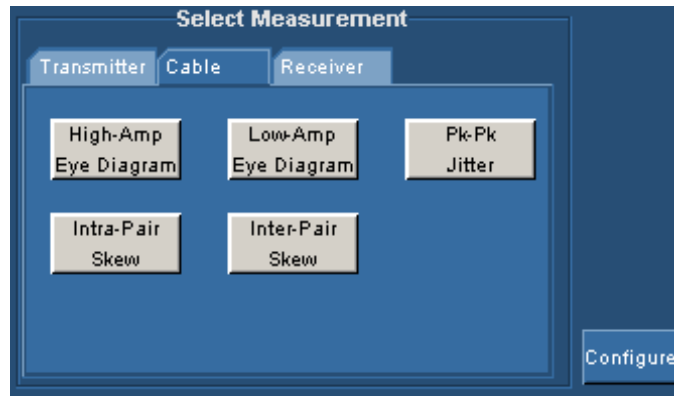 Select Measurement
Transmitter Cable Receiver
High-Amp Low-Amp Pk-Pk
Eye Diagram Eye Diagram Jitter
Intra-Pair Inter-Pair
Skew Skew
Configure